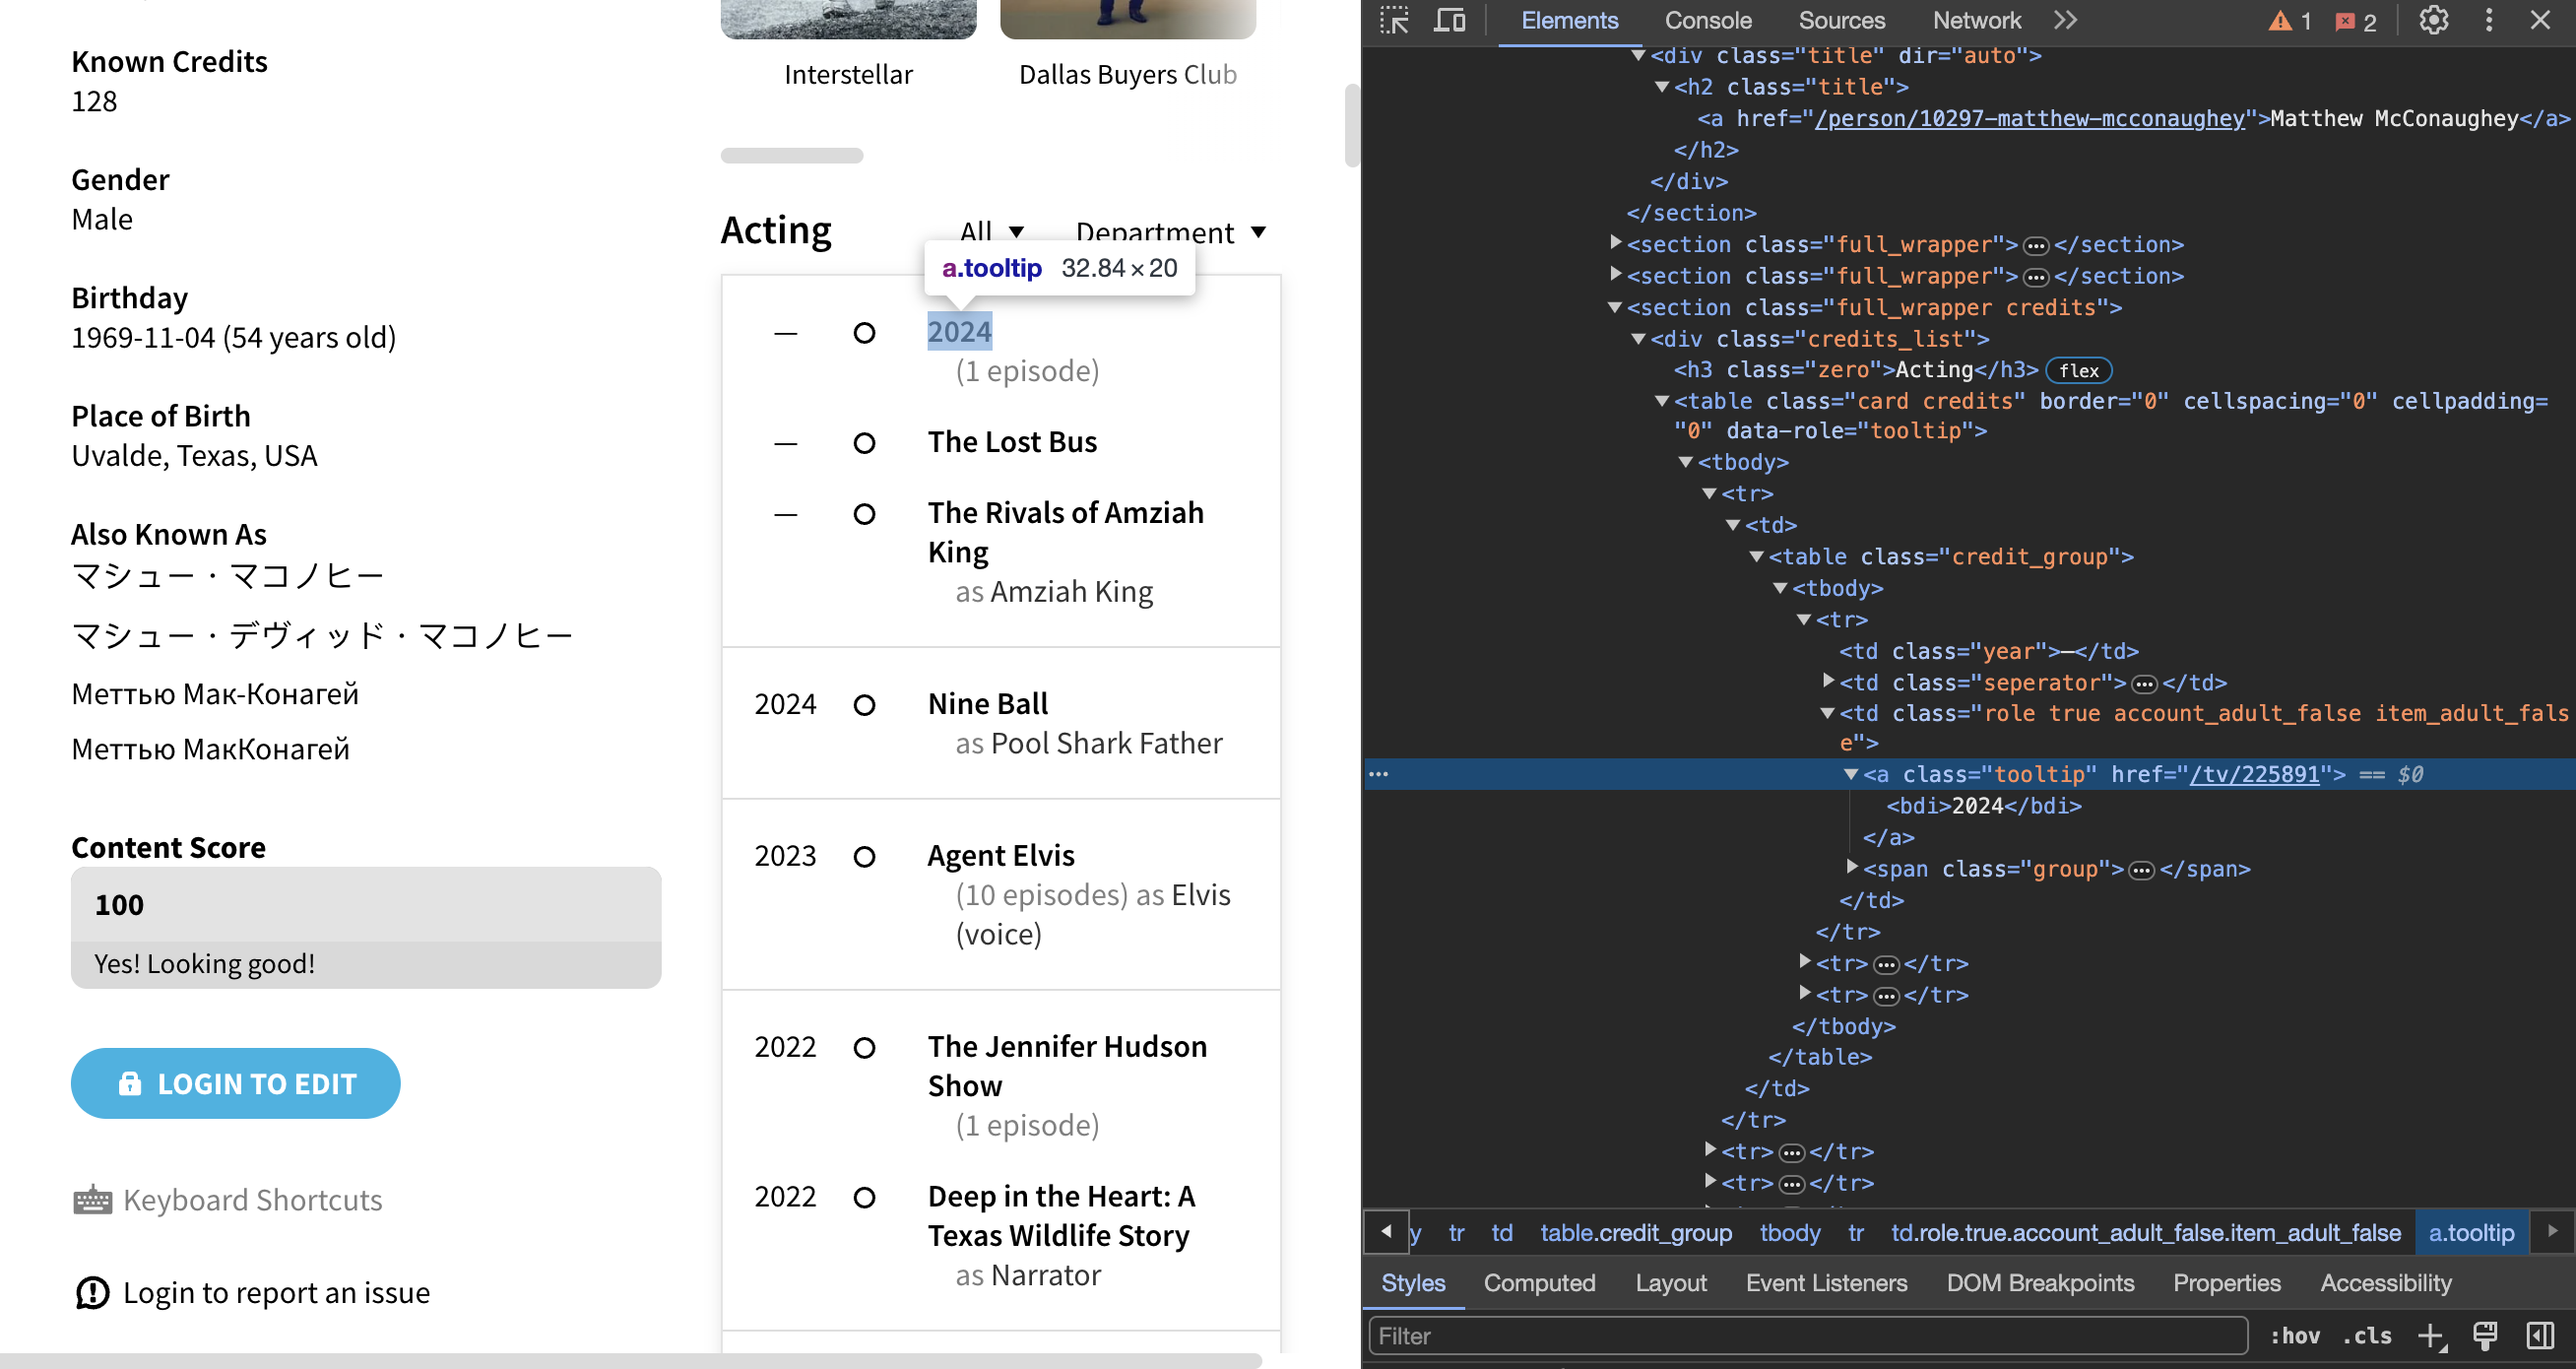 Known Credits
128
Gender
Male
Birthday
1969-11-04 (54 years old)
Place of Birth
Uvalde, Texas, USA
Also Known As
マシュー・マコノヒー
マシュー・デヴィッド・マコノヒー
Меттью Мак-Конагей
Меттью МакКонагей
Content Score
100
Yes! Looking good!
LOGIN TO EDIT
Keyboard Shortcuts
Login to report an issue
Interstellar
Dallas Buyers Club
Acting
All ▼ Department ▼
a.tooltip 32.84 × 20
— 2024
(1 episode)
— The Lost Bus
— The Rivals of Amziah
King
as Amziah King
2024 Nine Ball
as Pool Shark Father
2023 Agent Elvis
(10 episodes) as Elvis
(voice)
2022 The Jennifer Hudson
Show
(1 episode)
2022 Deep in the Heart: A
Texas Wildlife Story
as Narrator
Elements Console Sources Network 1 2
<div class="title" dir="auto">
<h2 class="title">
<a href="/person/10297-matthew-mcconaughey">Matthew McConaughey</a>
</h2>
</div>
</section>
<section class="full_wrapper">…</section>
<section class="full_wrapper">…</section>
<section class="full_wrapper credits">
<div class="credits_list">
<h3 class="zero">Acting</h3> flex
<table class="card credits" border="0" cellspacing="0" cellpadding=
"0" data-role="tooltip">
<tbody>
<tr>
<td>
<table class="credit_group">
<tbody>
<tr>
<td class="year">—</td>
<td class="seperator">…</td>
<td class="role true account_adult_false item_adult_fals
e">
<a class="tooltip" href="/tv/225891"> == $0
<bdi>2024</bdi>
</a>
<span class="group">…</span>
</td>
</tr>
<tr>…</tr>
<tr>…</tr>
</tbody>
</table>
</td>
</tr>
<tr>…</tr>
<tr>…</tr>
y tr td table.credit_group tbody tr td.role.true.account_adult_false.item_adult_false a.tooltip
Styles Computed Layout Event Listeners DOM Breakpoints Properties Accessibility
Filter :hov .cls